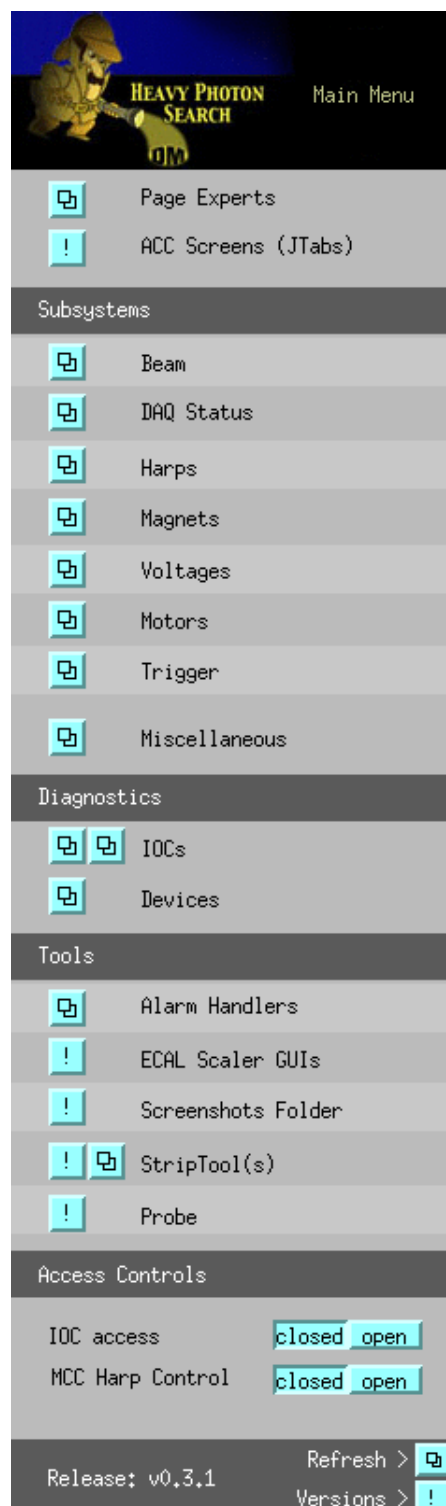 HEAVY PHOTON
SEARCH
Main Menu
OM
Page Experts
! ACC Screens (JTabs)
Subsystems
Beam
DAQ Status
Harps
Magnets
Voltages
Motors
Trigger
Miscellaneous
Diagnostics
IOCs
Devices
Tools
Alarm Handlers
! ECAL Scaler GUIs
! Screenshots Folder
! StripTool(s)
! Probe
Access Controls
IOC access closed open
MCC Harp Control closed open
Refresh >
Release: v0.3.1
Versions > !